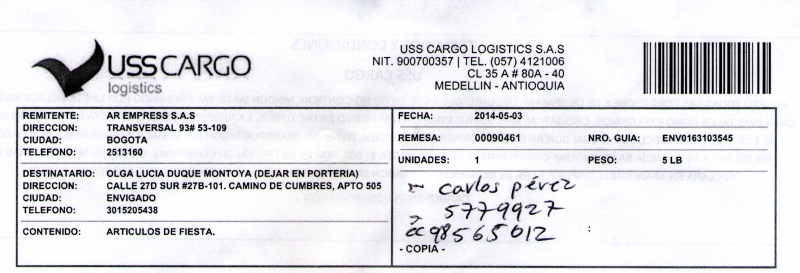 USSCARGO
logistics
USS CARGO LOGISTICS S.A.S
NIT. 900700357 | TEL. (057) 4121006
CL 35 A # 80A - 40
MEDELLIN - ANTIOQUIA
REMITENTE: AR EMPRESS S.A.S
DIRECCION: TRANSVERSAL 93# 53-109
CIUDAD: BOGOTA
TELEFONO: 2513160
FECHA: 2014-05-03
REMESA: 00090461 NRO. GUIA: ENV0163103545
UNIDADES: 1 PESO: 5 LB
DESTINATARIO: OLGA LUCIA DUQUE MONTOYA (DEJAR EN PORTERIA)
DIRECCION: CALLE 27D SUR #27B-101. CAMINO DE CUMBRES, APTO 505
CIUDAD: ENVIGADO
TELEFONO: 3015205438
CONTENIDO: ARTICULOS DE FIESTA.
carlos pérez
5779927
cc 98565012
- COPIA -